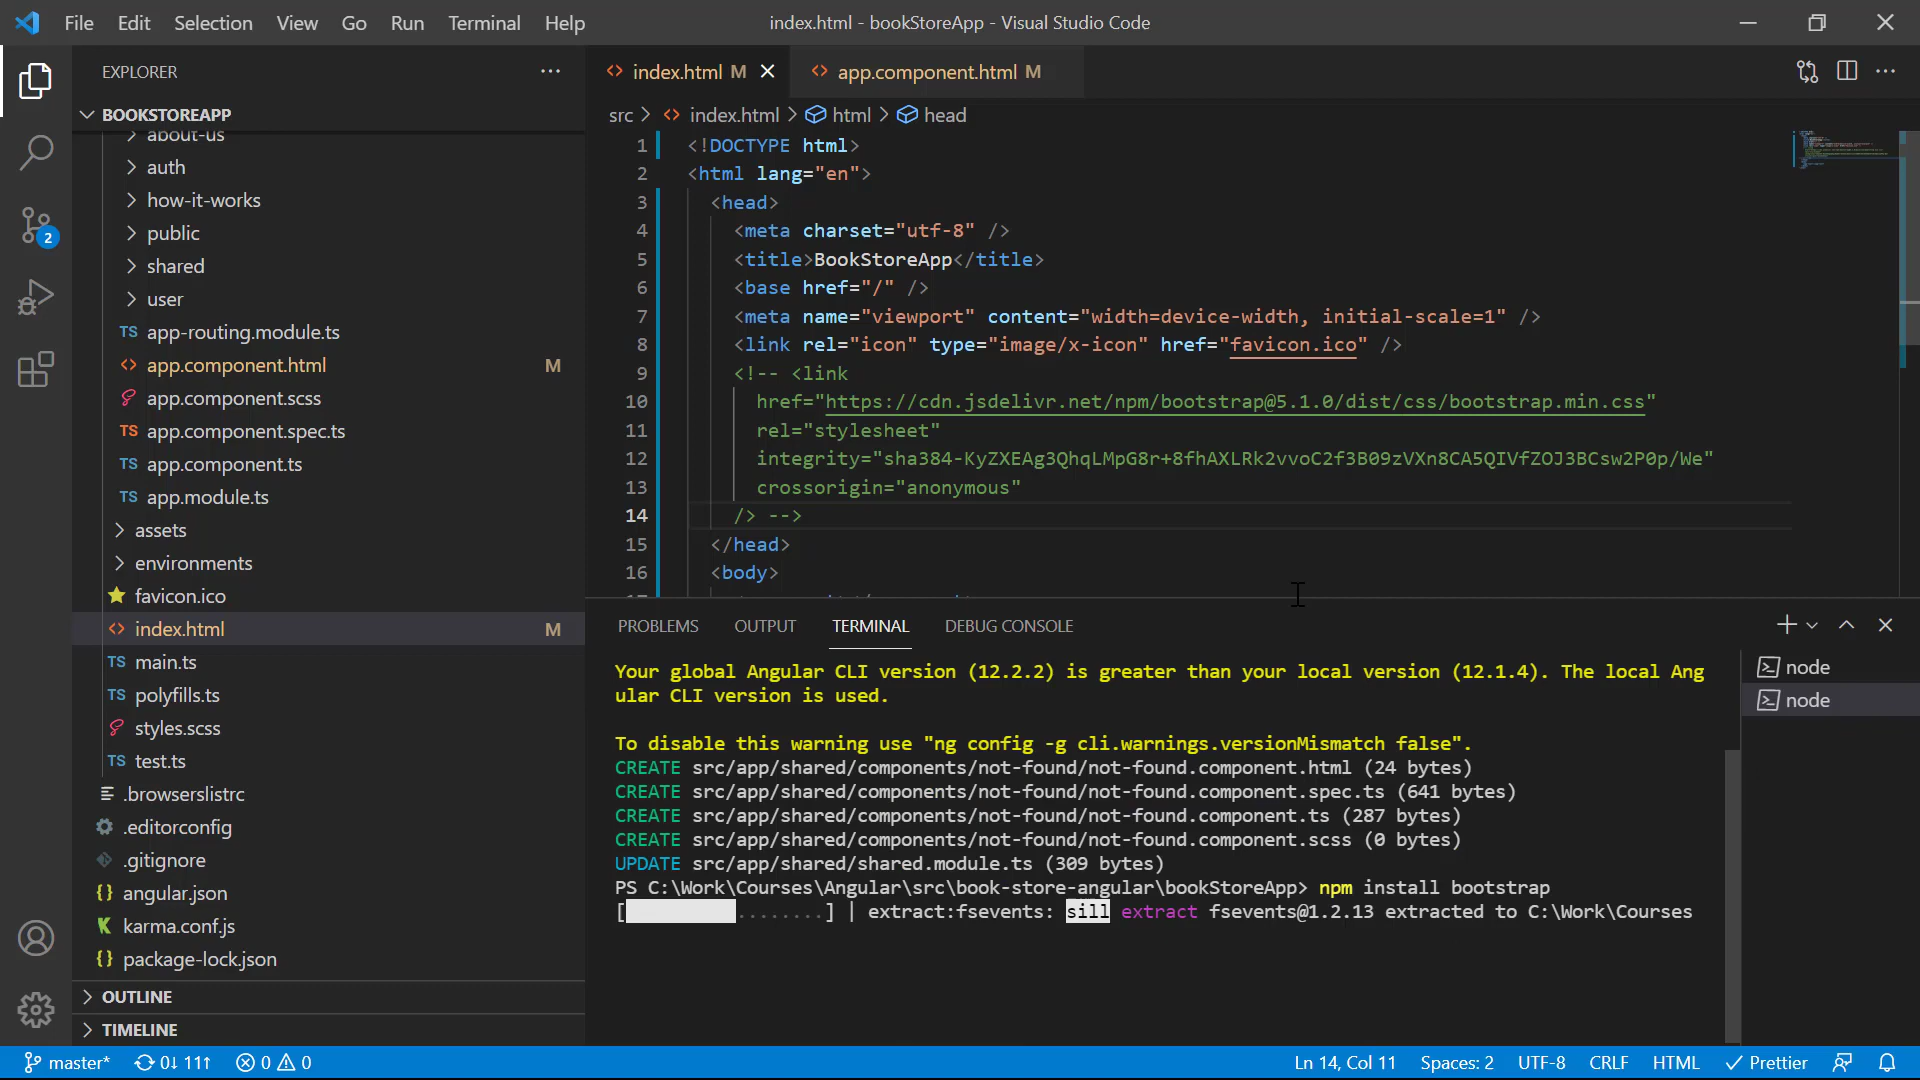 File Edit Selection View Go Run Terminal Help
index.html - bookStoreApp - Visual Studio Code
EXPLORER
BOOKSTOREAPP
about-us
auth
how-it-works
public
shared
user
TS app-routing.module.ts
<> app.component.html M
app.component.scss
TS app.component.spec.ts
TS app.component.ts
TS app.module.ts
assets
environments
favicon.ico
<> index.html M
TS main.ts
TS polyfills.ts
styles.scss
TS test.ts
.browserslistrc
.editorconfig
.gitignore
{} angular.json
K karma.conf.js
{} package-lock.json
OUTLINE
TIMELINE
2
<> index.html M
<> app.component.html M
src > <> index.html > html > head
1 <!DOCTYPE html>
2 <html lang="en">
3 <head>
4 <meta charset="utf-8" />
5 <title>BookStoreApp</title>
6 <base href="/" />
7 <meta name="viewport" content="width=device-width, initial-scale=1" />
8 <link rel="icon" type="image/x-icon" href="favicon.ico" />
9 <!-- <link
10 href="https://cdn.jsdelivr.net/npm/bootstrap@5.1.0/dist/css/bootstrap.min.css"
11 rel="stylesheet"
12 integrity="sha384-KyZXEAg3QhqLMpG8r+8fhAXLRk2vvoC2f3B09zVXn8CA5QIVfZOJ3BCsw2P0p/We"
13 crossorigin="anonymous"
14 /> -->
15 </head>
16 <body>
PROBLEMS OUTPUT TERMINAL DEBUG CONSOLE
Your global Angular CLI version (12.2.2) is greater than your local version (12.1.4). The local Ang
ular CLI version is used.
To disable this warning use "ng config -g cli.warnings.versionMismatch false".
CREATE src/app/shared/components/not-found/not-found.component.html (24 bytes)
CREATE src/app/shared/components/not-found/not-found.component.spec.ts (641 bytes)
CREATE src/app/shared/components/not-found/not-found.component.ts (287 bytes)
CREATE src/app/shared/components/not-found/not-found.component.scss (0 bytes)
UPDATE src/app/shared/shared.module.ts (309 bytes)
PS C:\Work\Courses\Angular\src\book-store-angular\bookStoreApp> npm install bootstrap
[ ........] | extract:fsevents: sill extract fsevents@1.2.13 extracted to C:\Work\Courses
node
node
master* 0↓ 11↑ 0 0
Ln 14, Col 11 Spaces: 2 UTF-8 CRLF HTML Prettier